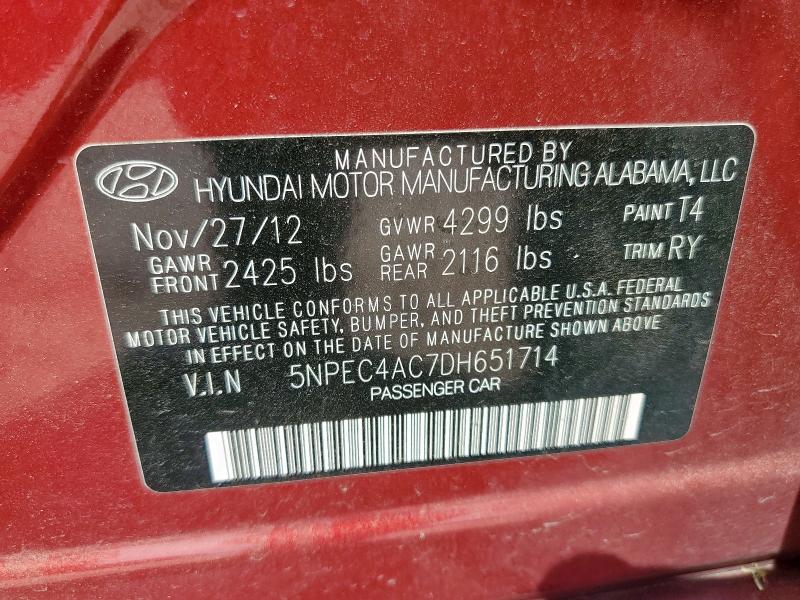 MANUFACTURED BY
HYUNDAI MOTOR MANUFACTURING ALABAMA, LLC
Nov/27/12 GVWR 4299 lbs PAINT T4
GAWR FRONT 2425 lbs GAWR REAR 2116 lbs TRIM RY
THIS VEHICLE CONFORMS TO ALL APPLICABLE U.S.A. FEDERAL
MOTOR VEHICLE SAFETY, BUMPER, AND THEFT PREVENTION STANDARDS
IN EFFECT ON THE DATE OF MANUFACTURE SHOWN ABOVE
V.I.N 5NPEC4AC7DH651714
PASSENGER CAR